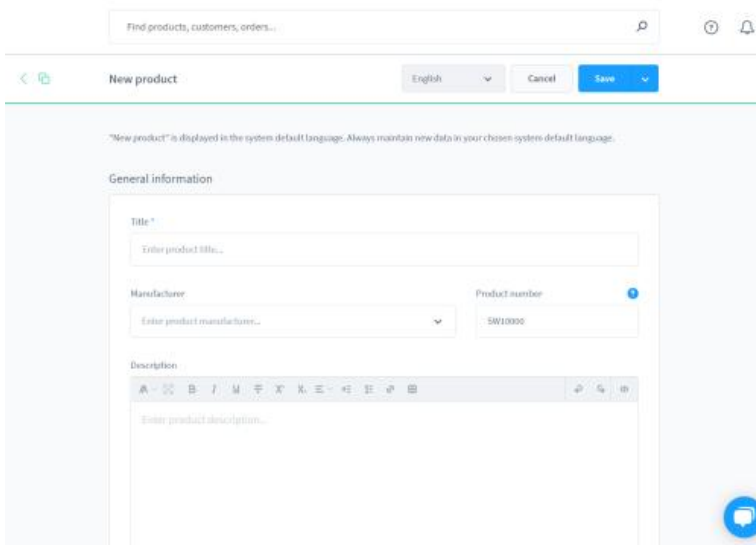 Find products, customers, orders...
New product
English
Cancel
Save
"New product" is displayed in the system default language. Always maintain new data in your chosen system default language.
General information
Title *
Enter product title...
Manufacturer
Product number
Enter product manufacturer...
SW10000
Description
Enter product description...